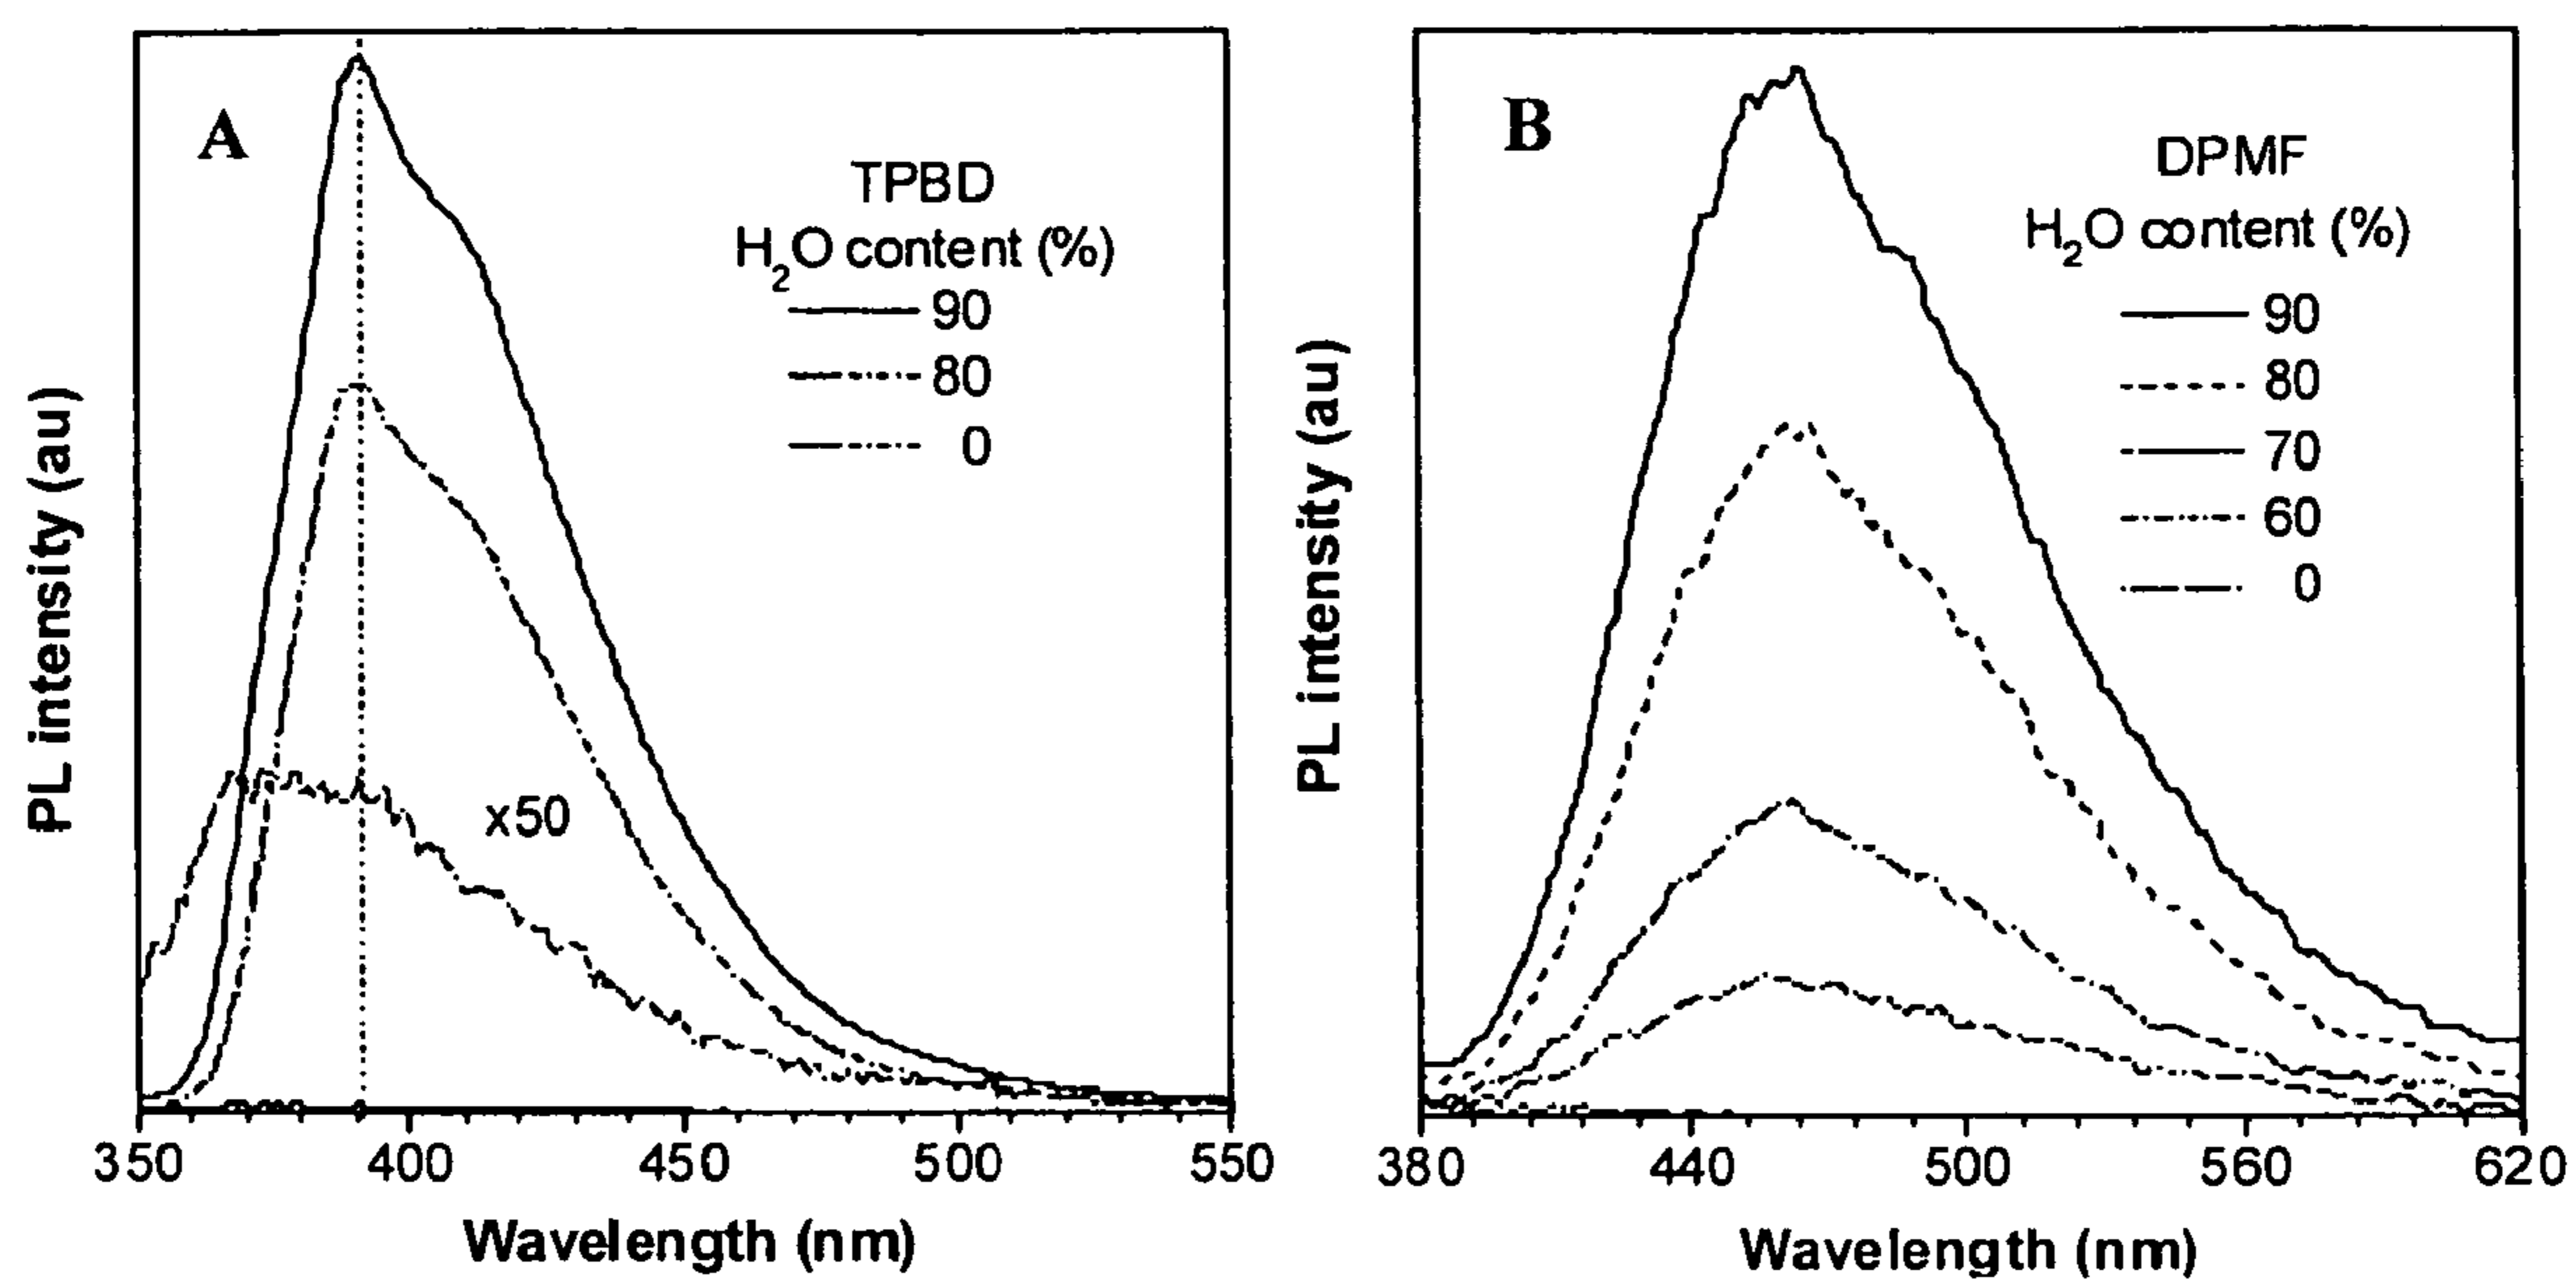 A
TPBD
H₂O content (%)
90
80
0
x50
PL intensity (au)
350 400 450 500 550
Wavelength (nm)
B
DPMF
H₂O content (%)
90
80
70
60
0
PL intensity (au)
380 440 500 560 620
Wavelength (nm)